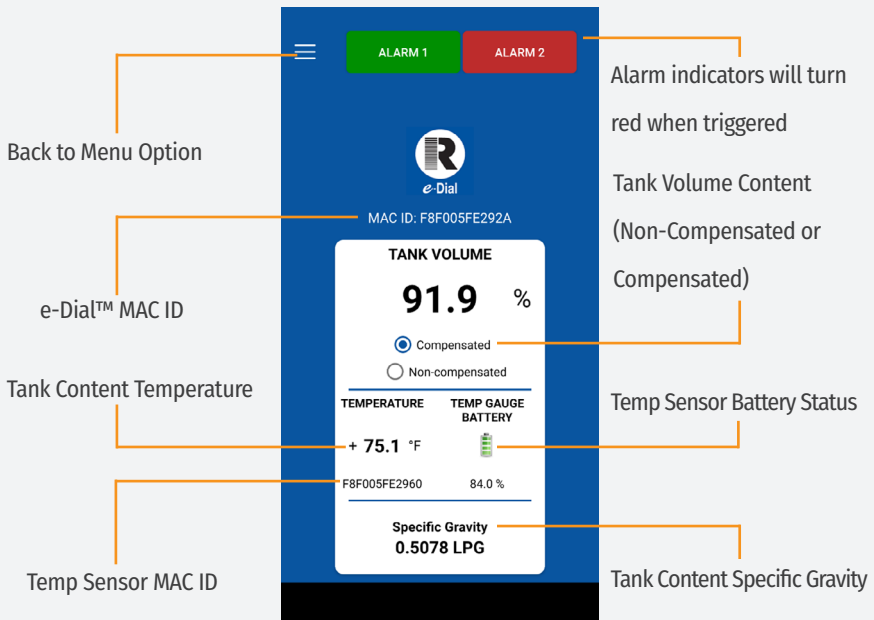 ALARM 1
ALARM 2
Alarm indicators will turn
red when triggered
Back to Menu Option
R
e-Dial
Tank Volume Content
(Non-Compensated or
Compensated)
MAC ID: F8F005FE292A
TANK VOLUME
91.9 %
e-Dial™ MAC ID
Compensated
Non-compensated
Tank Content Temperature
TEMPERATURE
TEMP GAUGE
BATTERY
Temp Sensor Battery Status
+ 75.1 °F
F8F005FE2960
84.0 %
Specific Gravity
0.5078 LPG
Temp Sensor MAC ID
Tank Content Specific Gravity